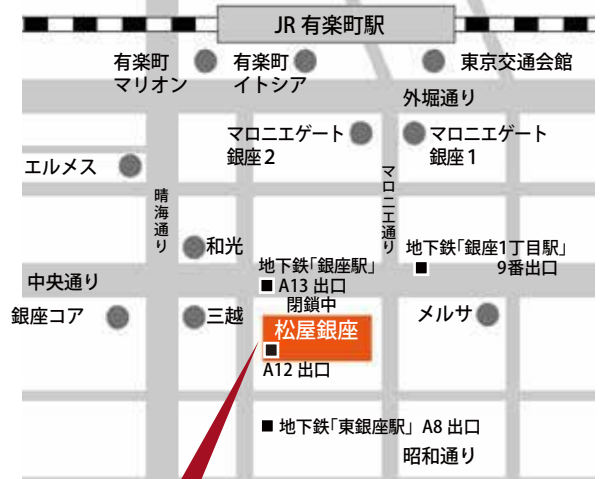 JR 有楽町駅
有楽町
マリオン
有楽町
イトシア
東京交通会館
外堀通り
マロニエゲート
銀座2
マロニエゲート
銀座1
エルメス
晴海通り
マロニエ通り
和光
地下鉄「銀座駅」
A13 出口
閉鎖中
地下鉄「銀座1丁目駅」
9番出口
中央通り
銀座コア
三越
松屋銀座
メルサ
A12 出口
地下鉄「東銀座駅」A8 出口
昭和通り